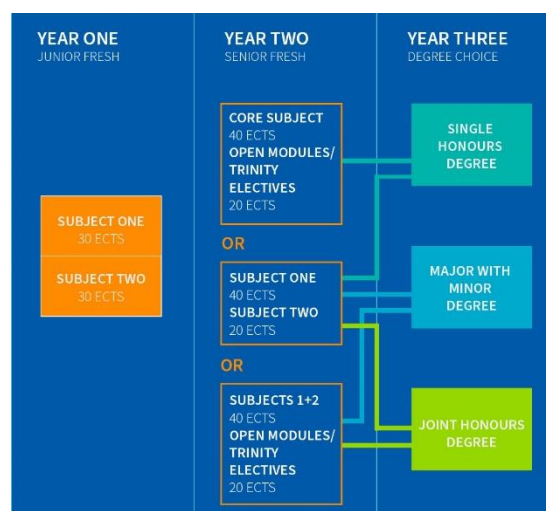 YEAR ONE
JUNIOR FRESH
YEAR TWO
SENIOR FRESH
YEAR THREE
DEGREE CHOICE
SUBJECT ONE
30 ECTS
SUBJECT TWO
30 ECTS
CORE SUBJECT
40 ECTS
OPEN MODULES/
TRINITY
ELECTIVES
20 ECTS
OR
SUBJECT ONE
40 ECTS
SUBJECT TWO
20 ECTS
OR
SUBJECTS 1+2
40 ECTS
OPEN MODULES/
TRINITY
ELECTIVES
20 ECTS
SINGLE
HONOURS
DEGREE
MAJOR WITH
MINOR
DEGREE
JOINT HONOURS
DEGREE